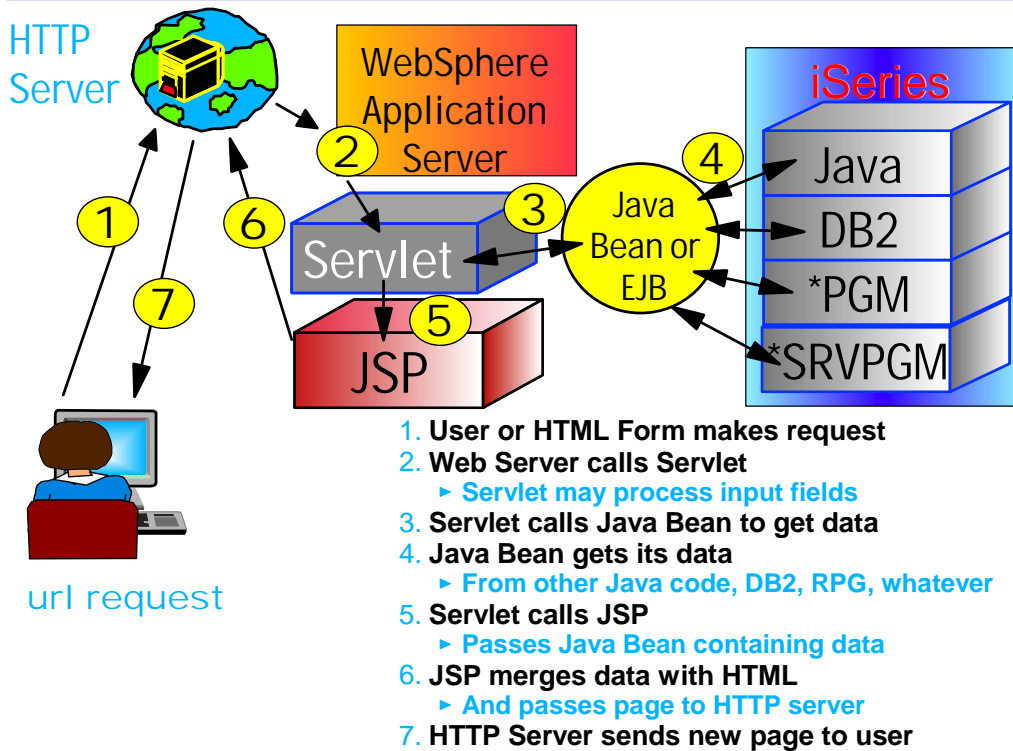 HTTP
Server
WebSphere
Application
Server
iSeries
2
4
Java
1
6
3
Java
Bean or
EJB
DB2
Servlet
*PGM
7
5
JSP
*SRVPGM
url request
1. User or HTML Form makes request
2. Web Server calls Servlet
► Servlet may process input fields
3. Servlet calls Java Bean to get data
4. Java Bean gets its data
► From other Java code, DB2, RPG, whatever
5. Servlet calls JSP
► Passes Java Bean containing data
6. JSP merges data with HTML
► And passes page to HTTP server
7. HTTP Server sends new page to user